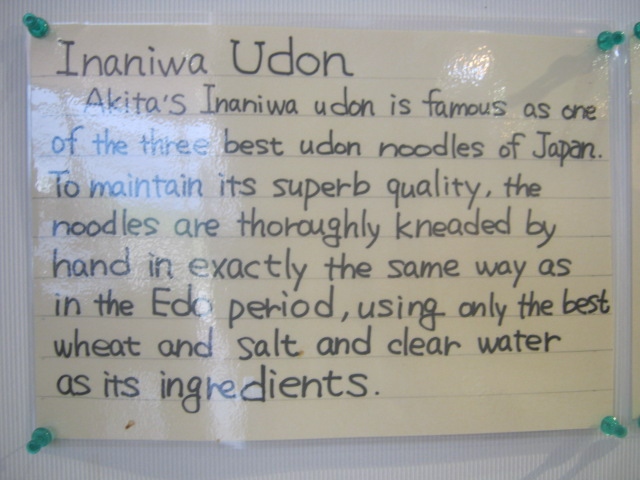 Inaniwa Udon
Akita's Inaniwa udon is famous as one
of the three best udon noodles of Japan.
To maintain its superb quality, the
noodles are thoroughly kneaded by
hand in exactly the same way as
in the Edo period, using only the best
wheat and salt and clear water
as its ingredients.